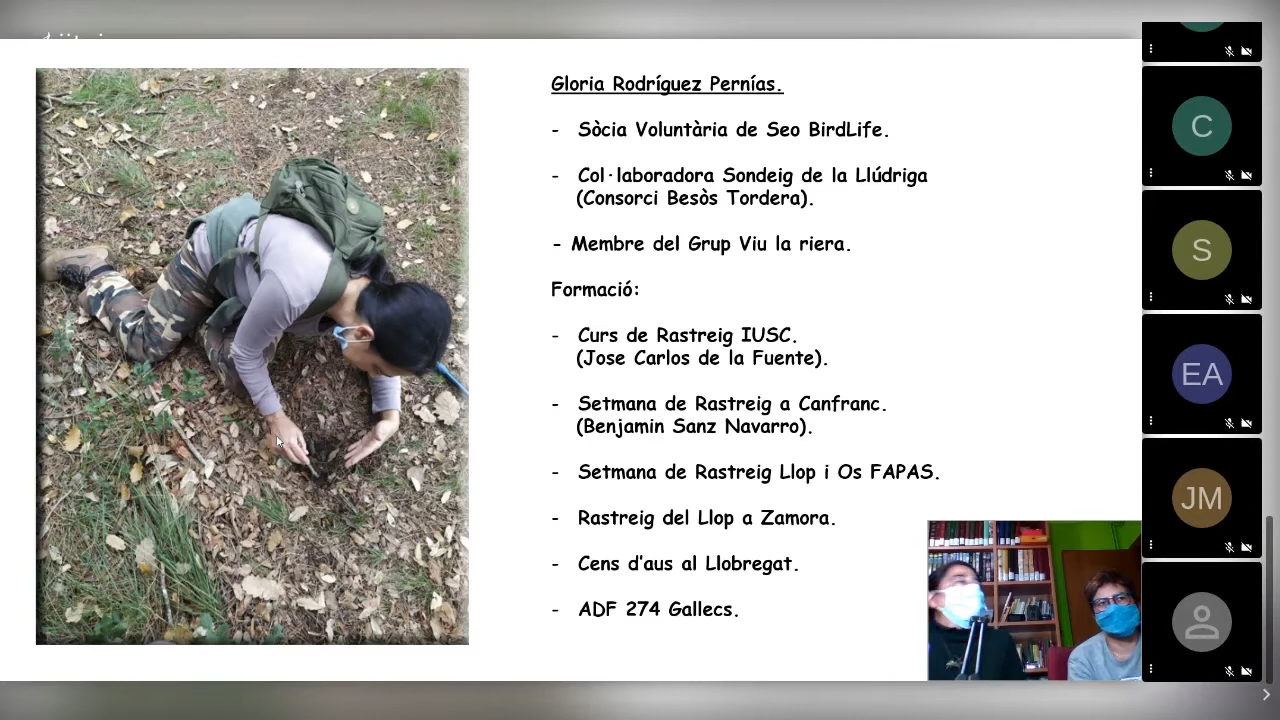 Gloria Rodríguez Pernías.
- Sòcia Voluntària de Seo BirdLife.
- Col·laboradora Sondeig de la Llúdriga
(Consorci Besòs Tordera).
- Membre del Grup Viu la riera.
Formació:
- Curs de Rastreig IUSC.
(Jose Carlos de la Fuente).
- Setmana de Rastreig a Canfranc.
(Benjamin Sanz Navarro).
- Setmana de Rastreig Llop i Os FAPAS.
- Rastreig del Llop a Zamora.
- Cens d'aus al Llobregat.
- ADF 274 Gallecs.
C
S
EA
JM